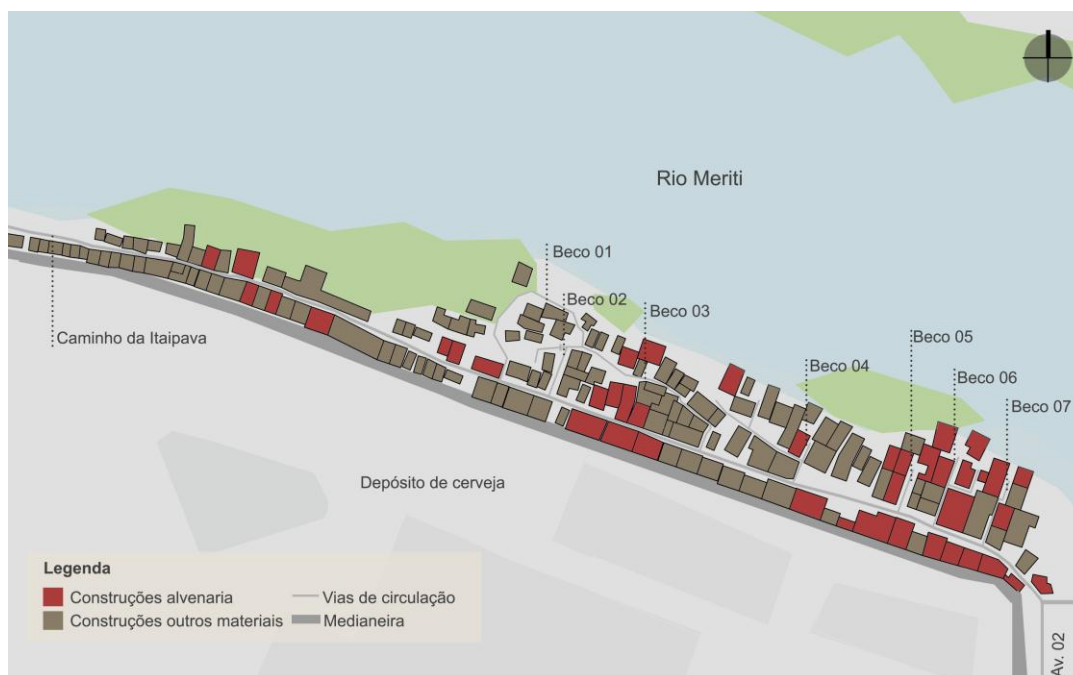 Rio Meriti
Beco 01
Beco 02
Beco 03
Beco 04
Beco 05
Beco 06
Beco 07
Caminho da Itaipava
Depósito de cerveja
Legenda
Construções alvenaria
Vias de circulação
Construções outros materiais
Medianeira
Av. 02